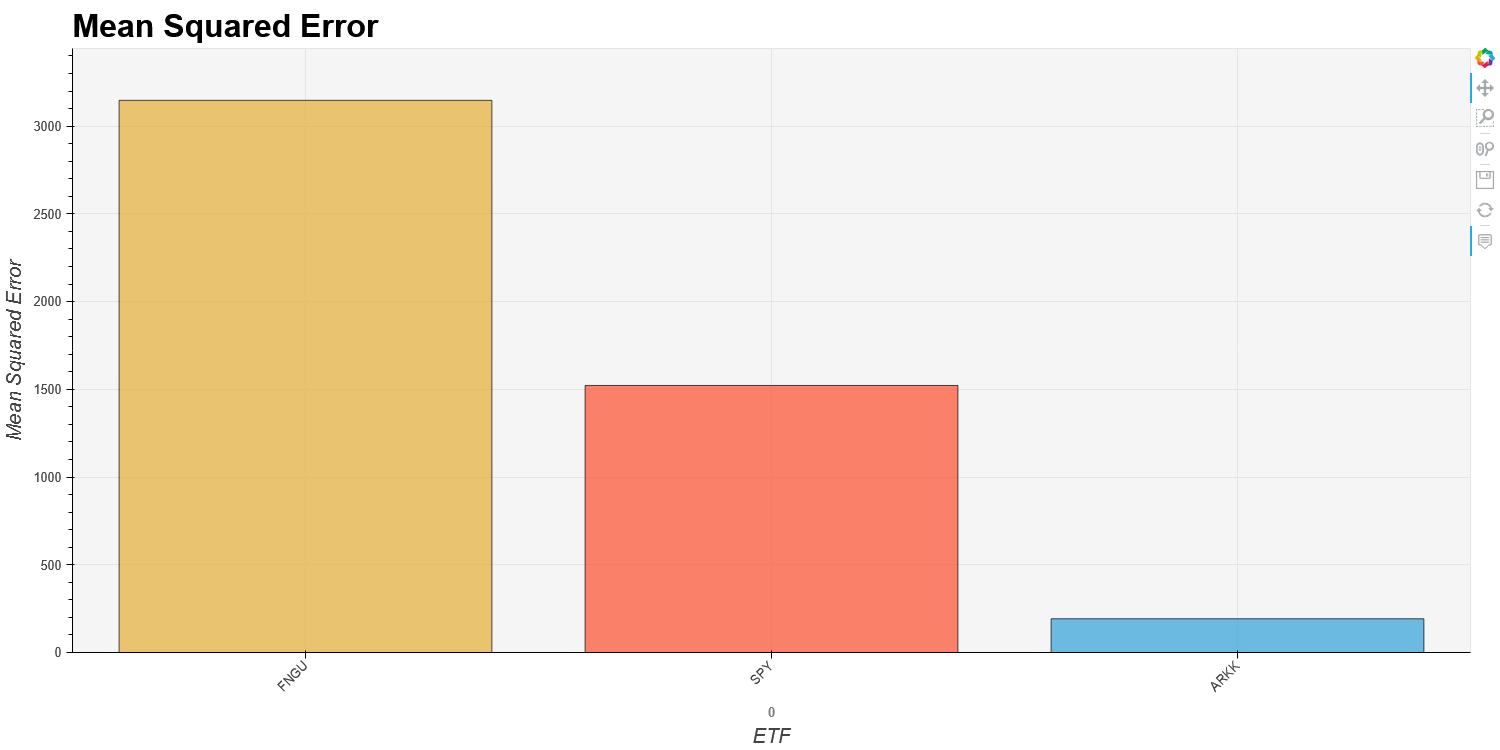 Mean Squared Error
Mean Squared Error
3000
2500
2000
1500
1000
500
0
FNGU
SPY
ARKK
0
ETF